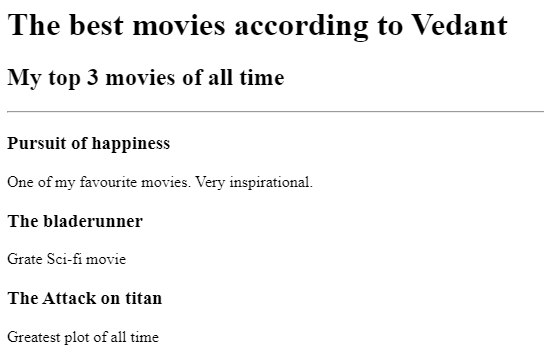 The best movies according to Vedant
My top 3 movies of all time
Pursuit of happiness
One of my favourite movies. Very inspirational.
The bladerunner
Grate Sci-fi movie
The Attack on titan
Greatest plot of all time